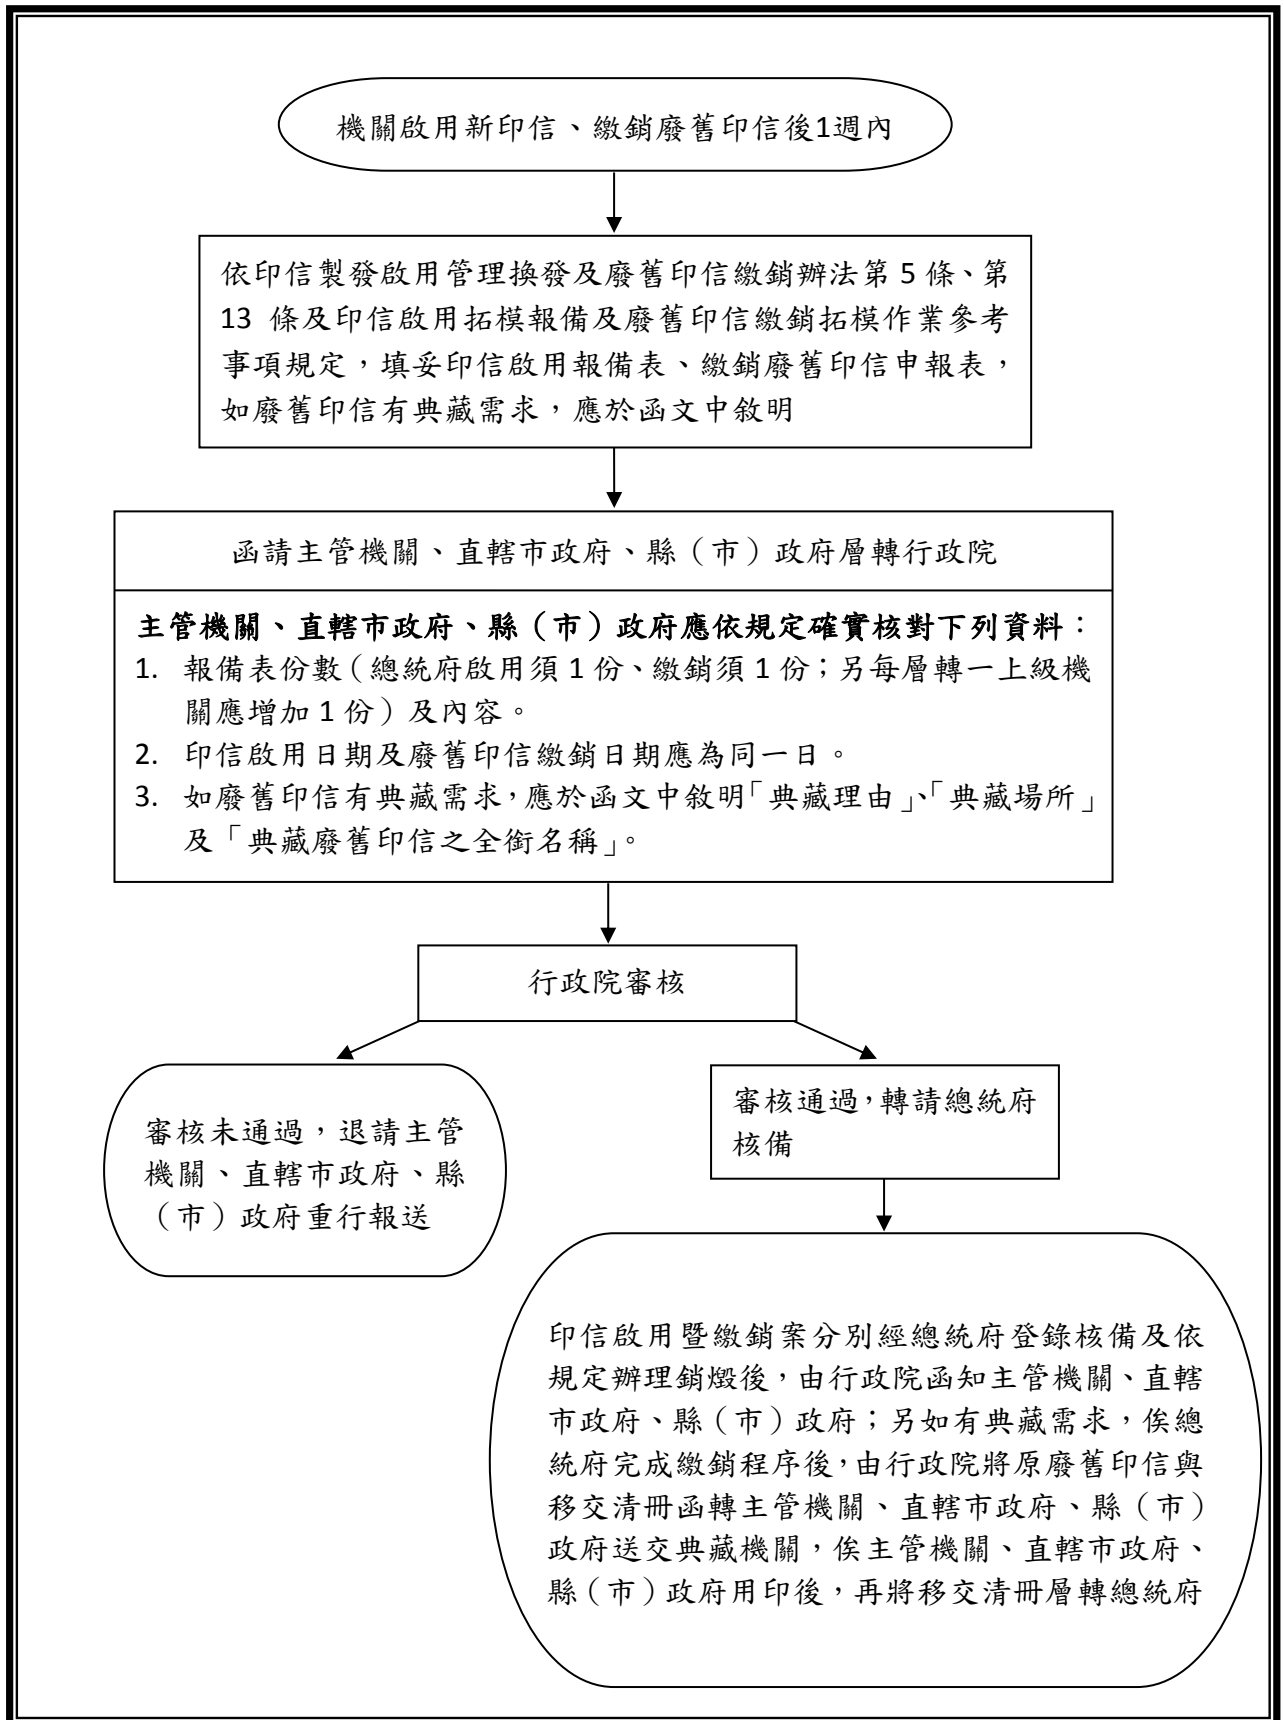 機關啟用新印信、繳銷廢舊印信後1週內
依印信製發啟用管理換發及廢舊印信繳銷辦法第 5 條、第
13 條及印信啟用拓模報備及廢舊印信繳銷拓模作業參考
事項規定，填妥印信啟用報備表、繳銷廢舊印信申報表，
如廢舊印信有典藏需求，應於函文中敘明
函請主管機關、直轄市政府、縣（市）政府層轉行政院
主管機關、直轄市政府、縣（市）政府應依規定確實核對下列資料：
1. 報備表份數（總統府啟用須 1 份、繳銷須 1 份；另每層轉一上級機
關應增加 1 份）及內容。
2. 印信啟用日期及廢舊印信繳銷日期應為同一日。
3. 如廢舊印信有典藏需求，應於函文中敘明「典藏理由」、「典藏場所」
及「典藏廢舊印信之全銜名稱」。
行政院審核
審核未通過，退請主管
機關、直轄市政府、縣
（市）政府重行報送
審核通過，轉請總統府
核備
印信啟用暨繳銷案分別經總統府登錄核備及依
規定辦理銷燬後，由行政院函知主管機關、直轄
市政府、縣（市）政府；另如有典藏需求，俟總
統府完成繳銷程序後，由行政院將原廢舊印信與
移交清冊函轉主管機關、直轄市政府、縣（市）
政府送交典藏機關，俟主管機關、直轄市政府、
縣（市）政府用印後，再將移交清冊層轉總統府